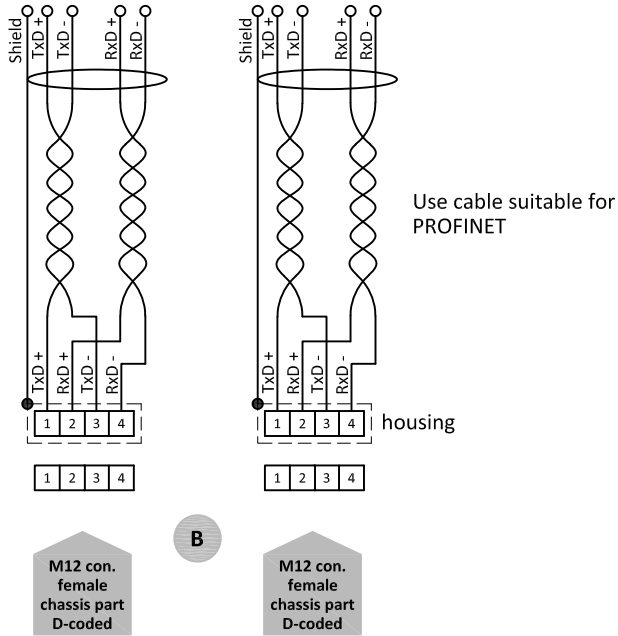 Shield TxD + TxD - RxD + RxD -
Shield TxD + TxD - RxD + RxD -
Use cable suitable for
PROFINET
TxD + RxD + TxD - RxD -
TxD + RxD + TxD - RxD -
1 2 3 4
1 2 3 4
housing
1 2 3 4
1 2 3 4
B
M12 con.
female
chassis part
D-coded
M12 con.
female
chassis part
D-coded